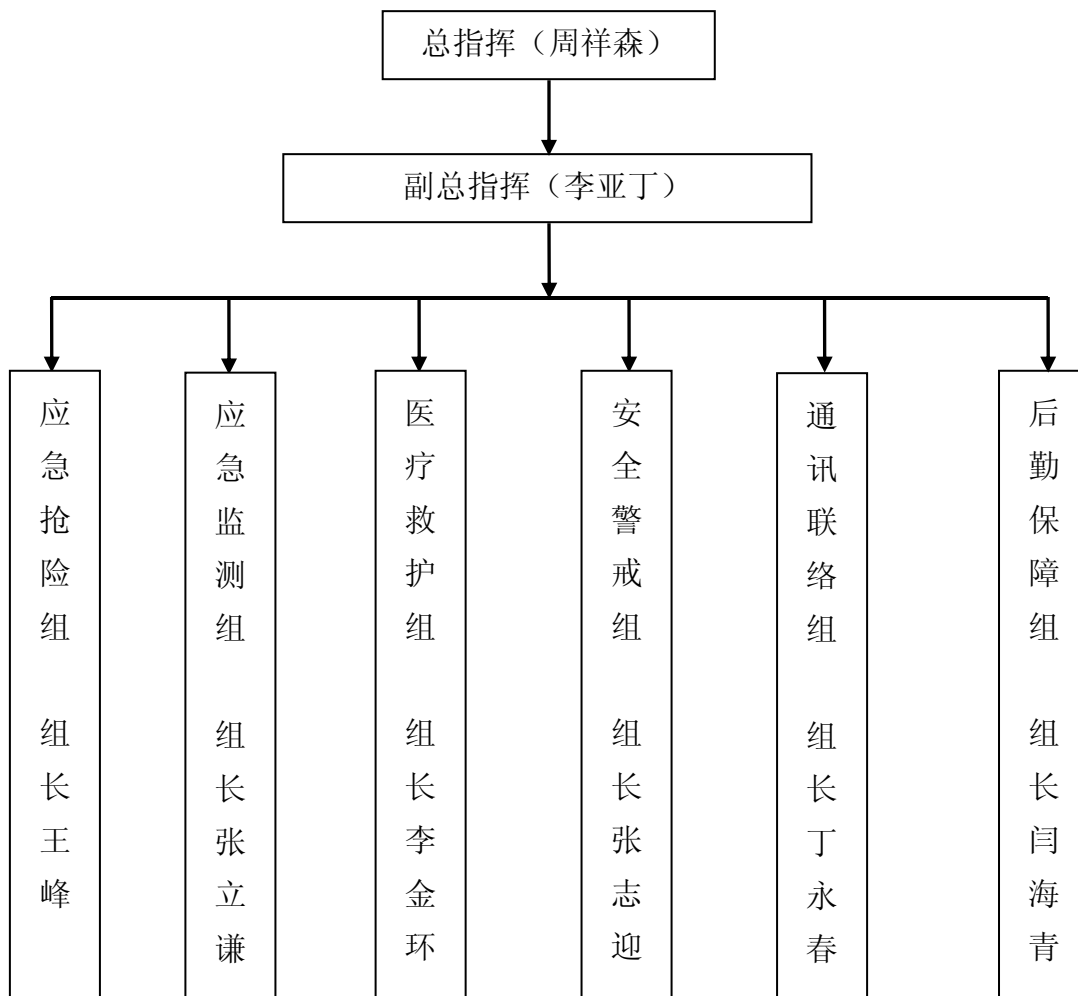 总指挥（周祥森）
副总指挥（李亚丁）
应急抢险组 组长王峰
应急监测组 组长张立谦
医疗救护组 组长李金环
安全警戒组 组长张志迎
通讯联络组 组长丁永春
后勤保障组 组长闫海青